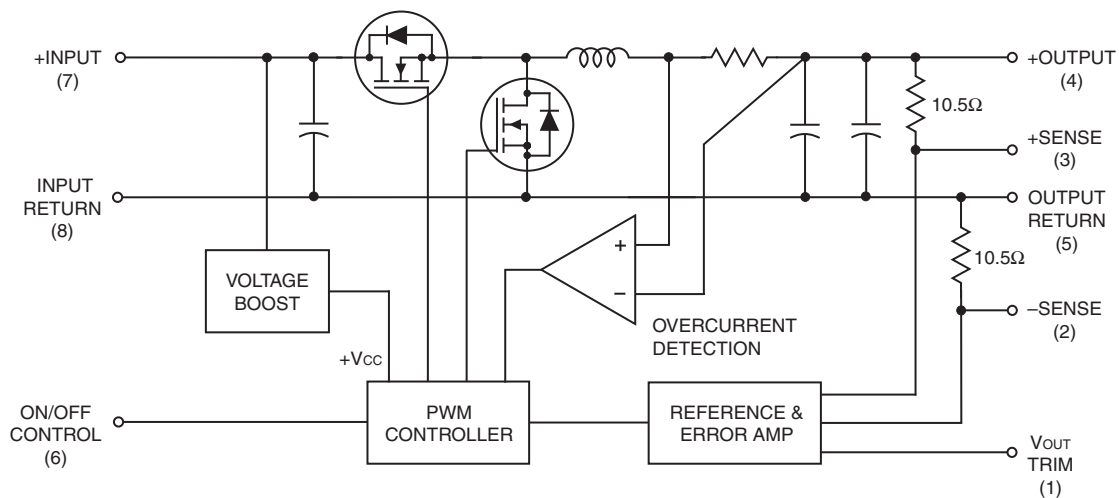 +INPUT
(7)
+OUTPUT
(4)
10.5Ω
+SENSE
(3)
INPUT
RETURN
(8)
OUTPUT
RETURN
(5)
+
–
VOLTAGE
BOOST
10.5Ω
OVERCURRENT
DETECTION
–SENSE
(2)
+VCC
ON/OFF
CONTROL
(6)
PWM
CONTROLLER
REFERENCE &
ERROR AMP
VOUT
TRIM
(1)